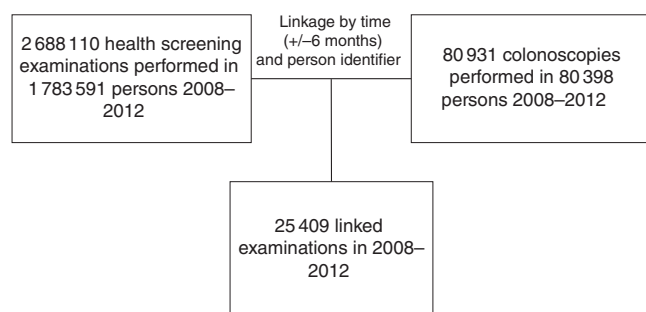 2 688 110 health screening
examinations performed in
1 783 591 persons 2008–
2012
Linkage by time
(+/–6 months)
and person identifier
80 931 colonoscopies
performed in 80 398
persons 2008–2012
25 409 linked
examinations in 2008–
2012